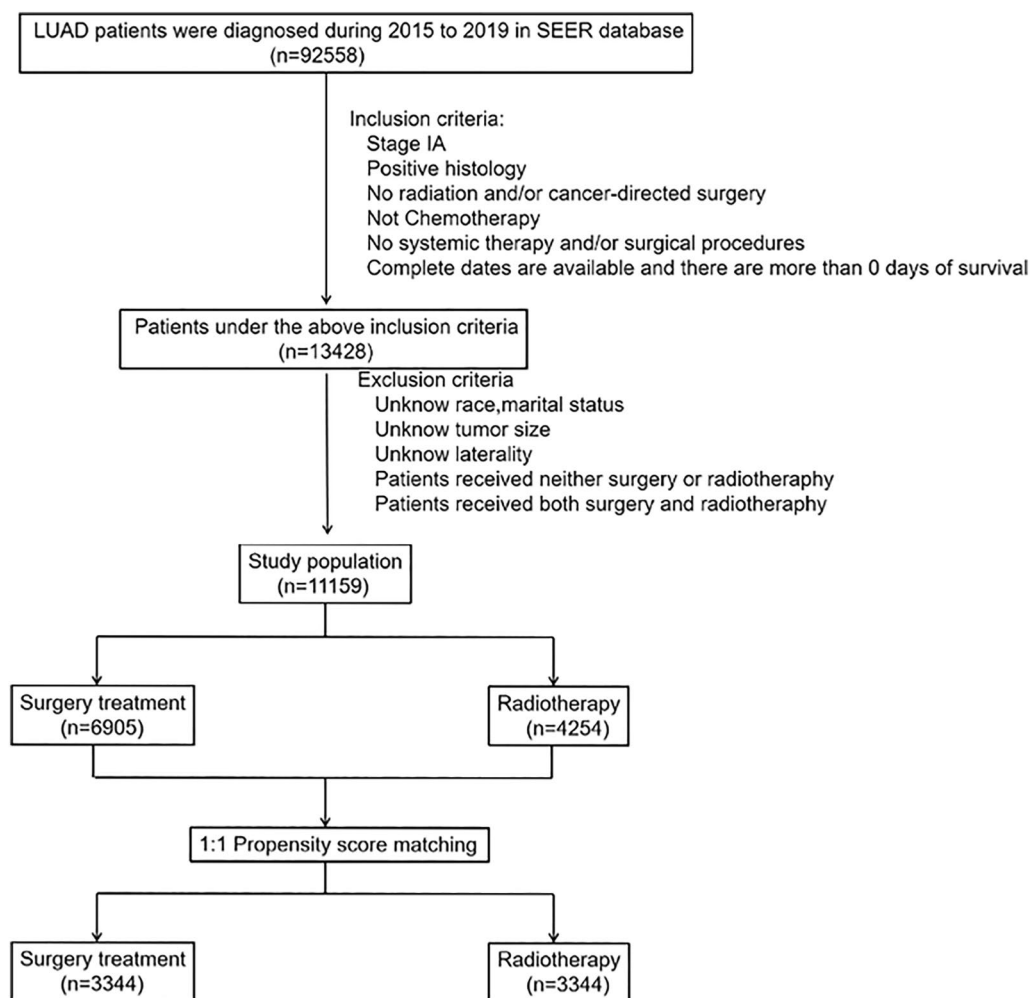 LUAD patients were diagnosed during 2015 to 2019 in SEER database
(n=92558)
Inclusion criteria:
Stage IA
Positive histology
No radiation and/or cancer-directed surgery
Not Chemotherapy
No systemic therapy and/or surgical procedures
Complete dates are available and there are more than 0 days of survival
Patients under the above inclusion criteria
(n=13428)
Exclusion criteria
Unknow race,marital status
Unknow tumor size
Unknow laterality
Patients received neither surgery or radiotheraphy
Patients received both surgery and radiotheraphy
Study population
(n=11159)
Surgery treatment
(n=6905)
Radiotherapy
(n=4254)
1:1 Propensity score matching
Surgery treatment
(n=3344)
Radiotherapy
(n=3344)